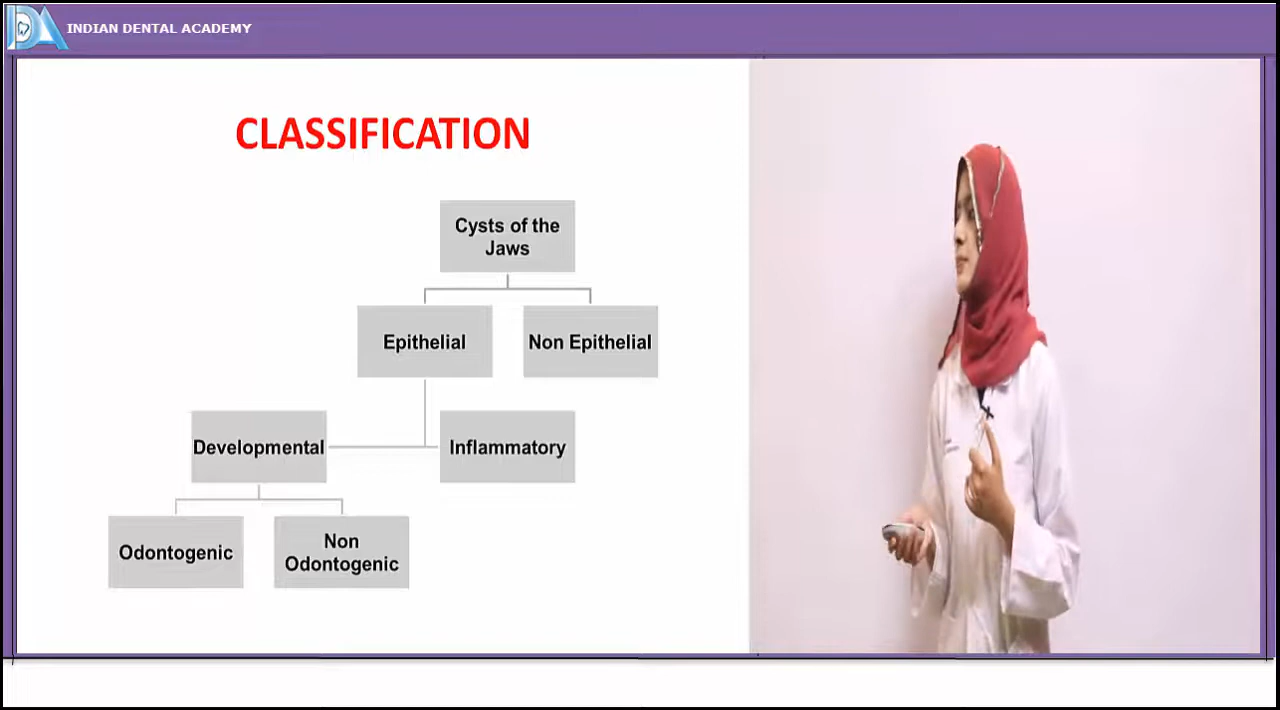 INDIAN DENTAL ACADEMY
CLASSIFICATION
Cysts of the
Jaws
Epithelial
Non Epithelial
Developmental
Inflammatory
Odontogenic
Non
Odontogenic